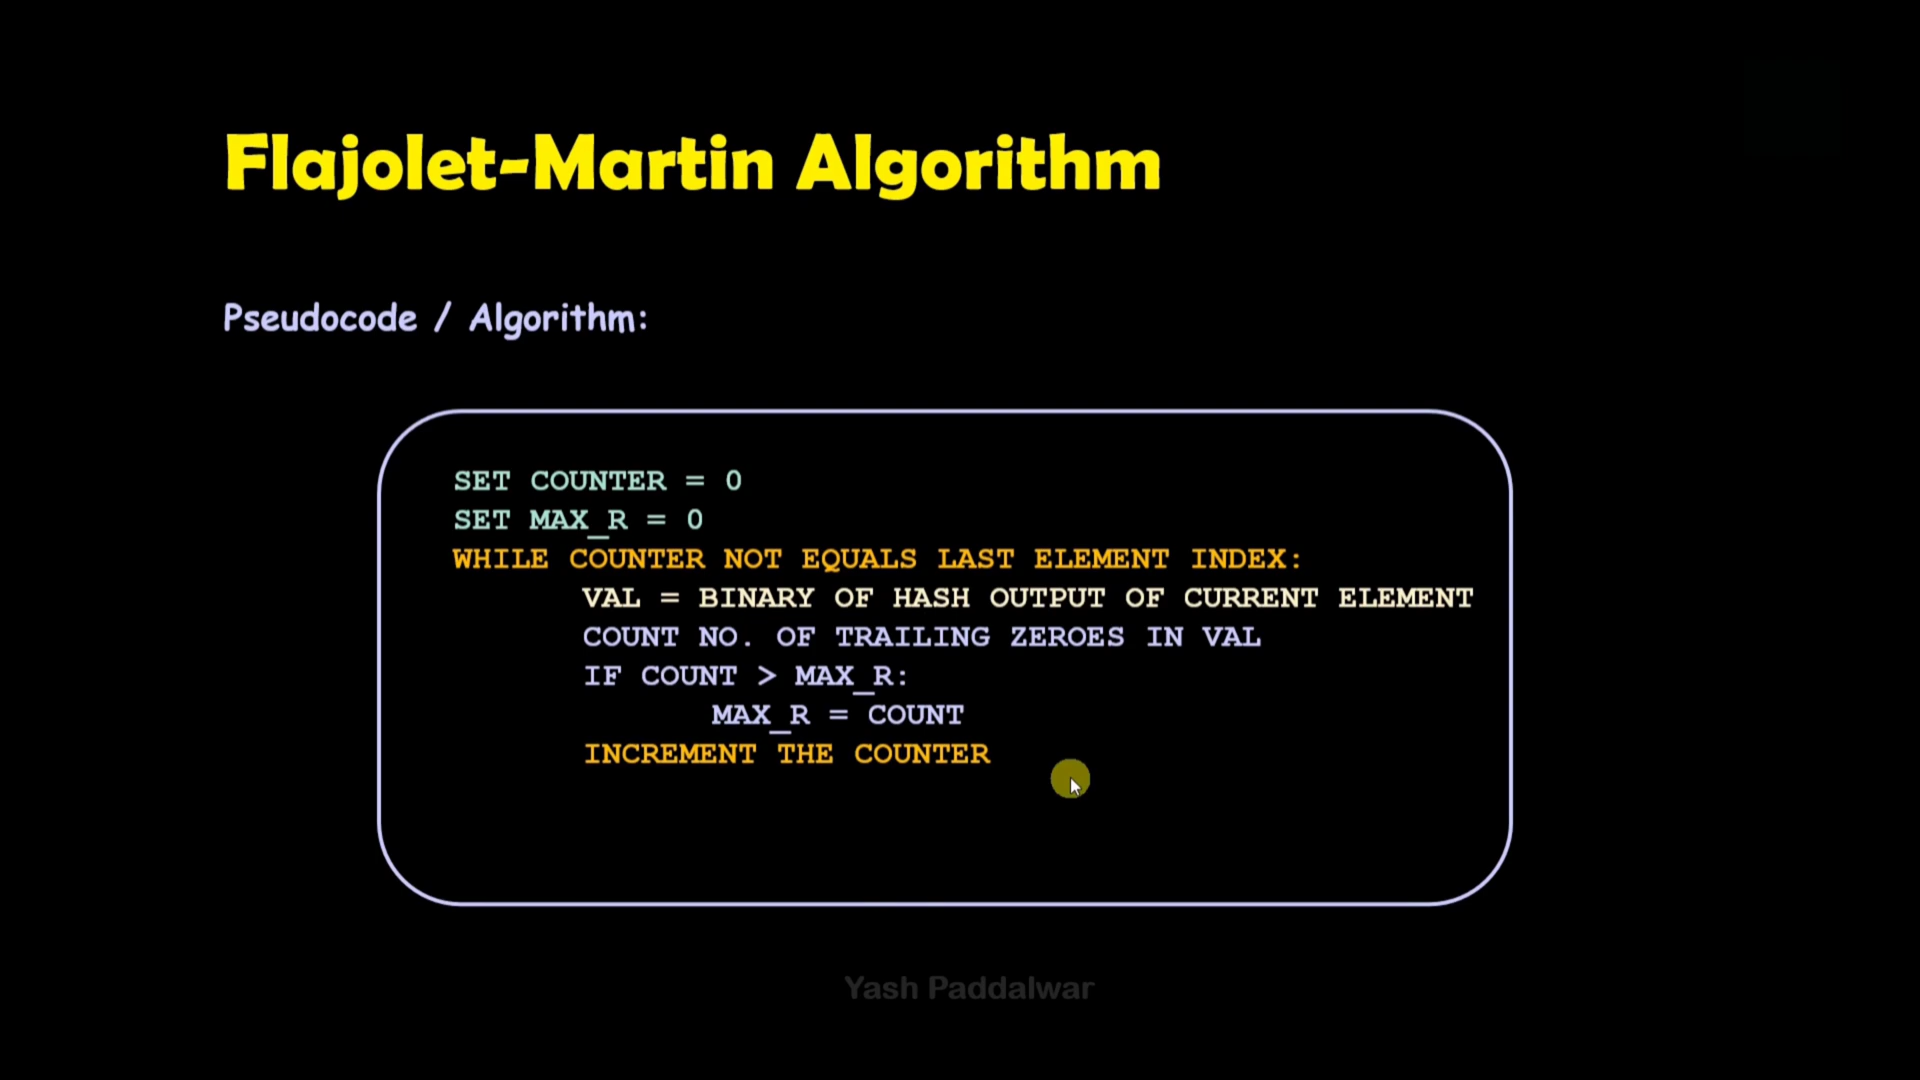 Flajolet-Martin Algorithm
Pseudocode / Algorithm:
SET COUNTER = 0
SET MAX_R = 0
WHILE COUNTER NOT EQUALS LAST ELEMENT INDEX:
VAL = BINARY OF HASH OUTPUT OF CURRENT ELEMENT
COUNT NO. OF TRAILING ZEROES IN VAL
IF COUNT > MAX_R:
MAX_R = COUNT
INCREMENT THE COUNTER
Yash Paddalwar